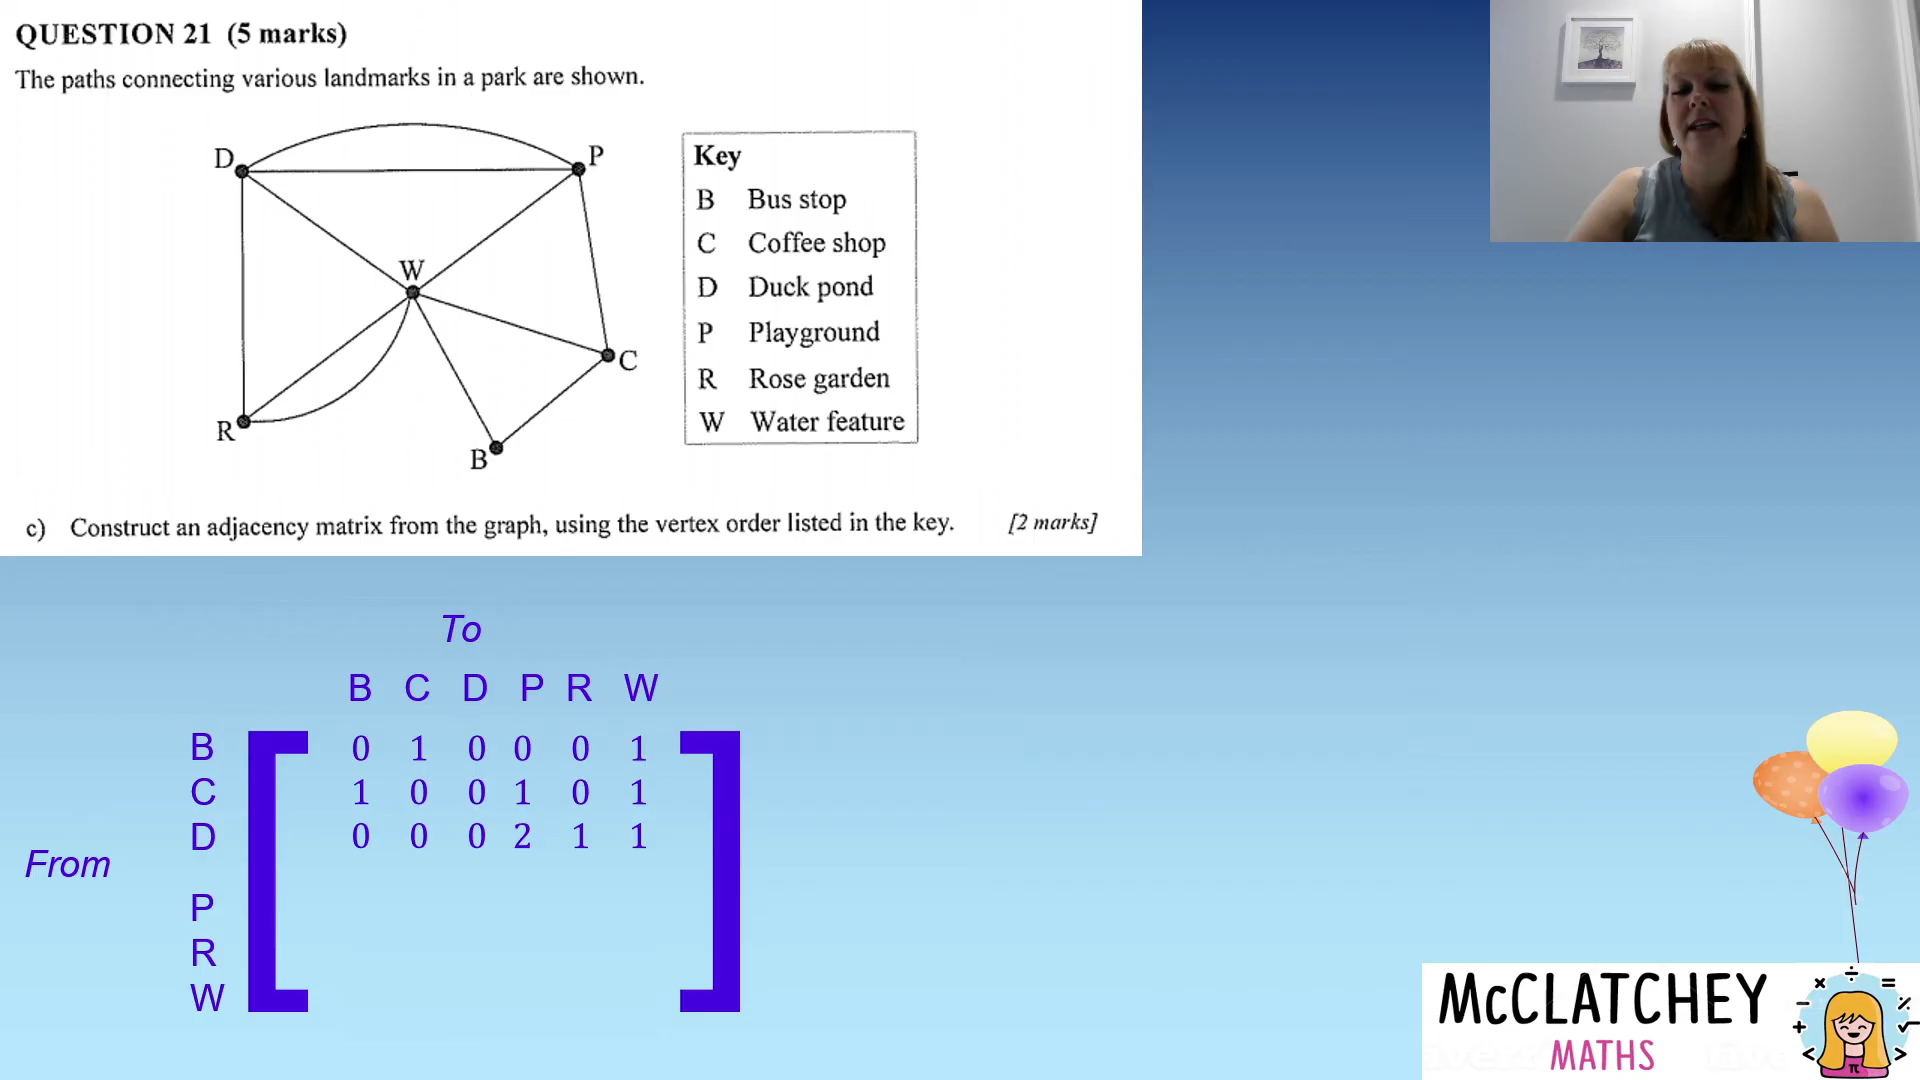 QUESTION 21 (5 marks)
The paths connecting various landmarks in a park are shown.
D
P
W
C
R
B
Key
B Bus stop
C Coffee shop
D Duck pond
P Playground
R Rose garden
W Water feature
c) Construct an adjacency matrix from the graph, using the vertex order listed in the key. [2 marks]
To
B C D P R W
B 0 1 0 0 0 1
C 1 0 0 1 0 1
D 0 0 0 2 1 1
From
P
R
W
McCLATCHEY
MATHS